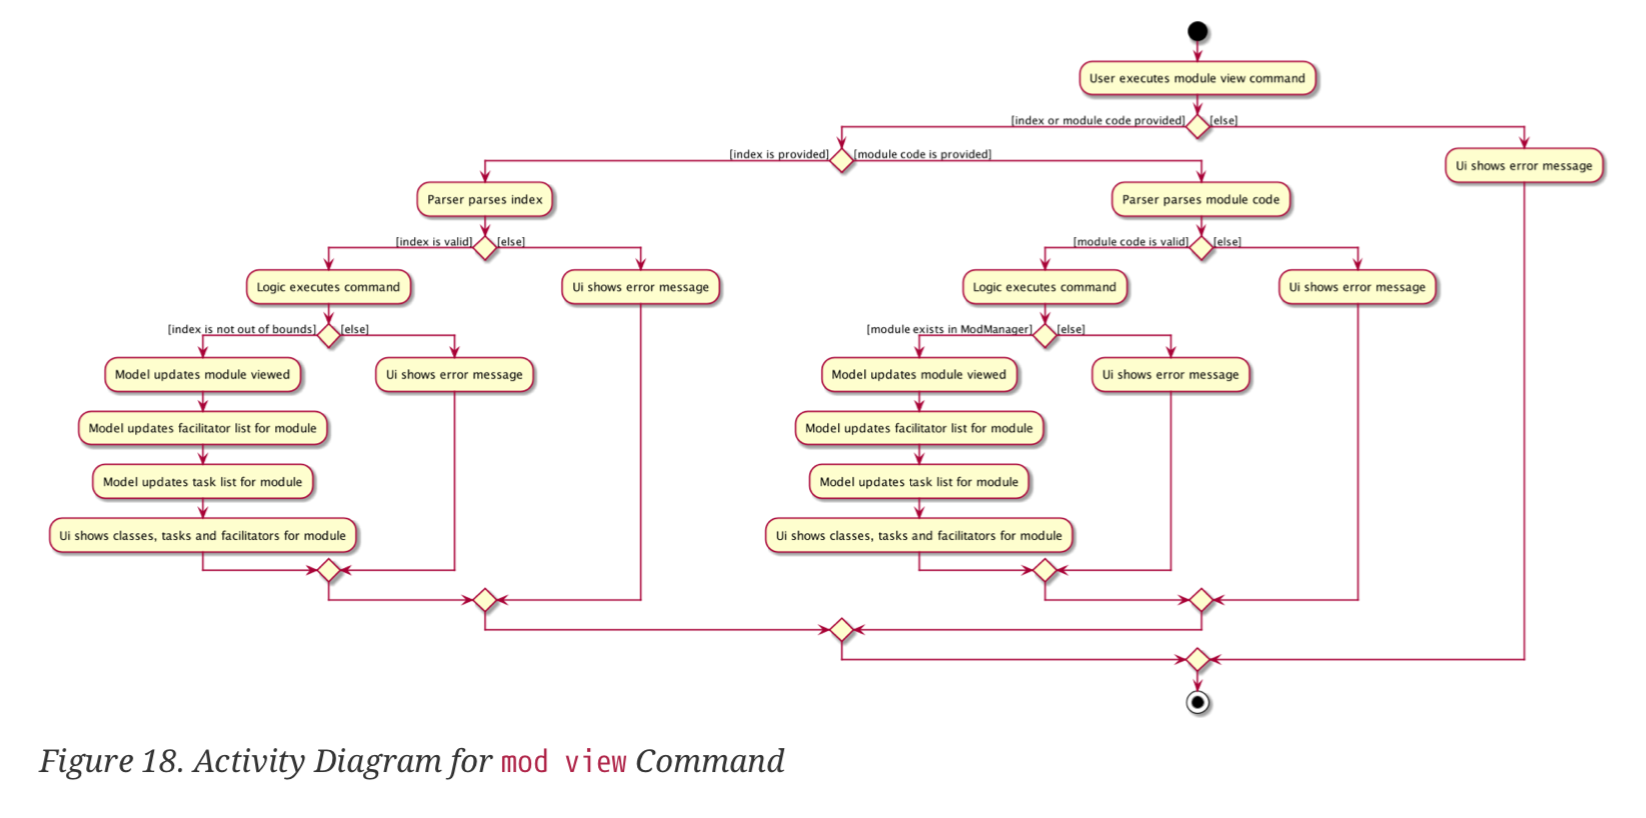 User executes module view command
[index or module code provided] [else]
[index is provided] [module code is provided]
Ui shows error message
Parser parses index
Parser parses module code
[index is valid] [else]
[module code is valid] [else]
Logic executes command
Ui shows error message
Logic executes command
Ui shows error message
[index is not out of bounds] [else]
[module exists in ModManager] [else]
Model updates module viewed
Ui shows error message
Model updates module viewed
Ui shows error message
Model updates facilitator list for module
Model updates facilitator list for module
Model updates task list for module
Model updates task list for module
Ui shows classes, tasks and facilitators for module
Ui shows classes, tasks and facilitators for module
Figure 18. Activity Diagram for mod view Command